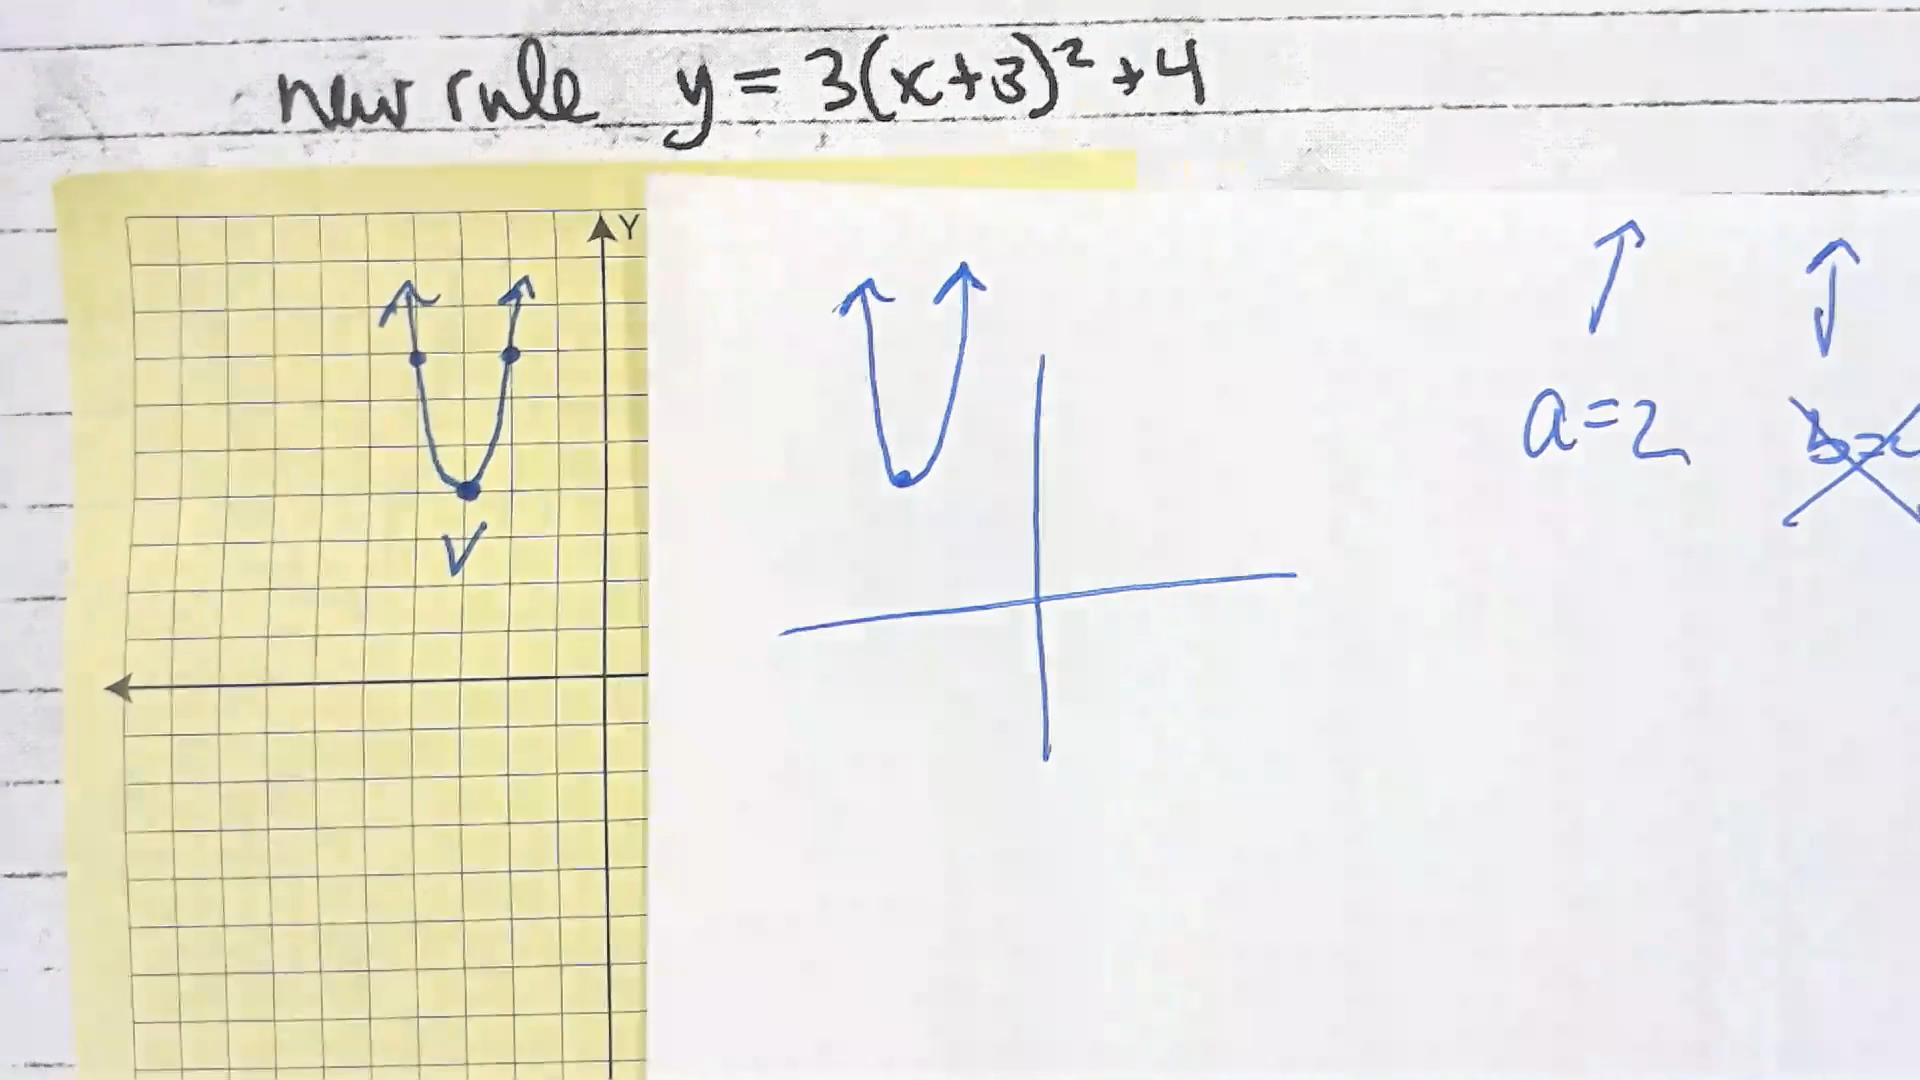 new rule y = 3(x+3)² +4
Y
V
a=2